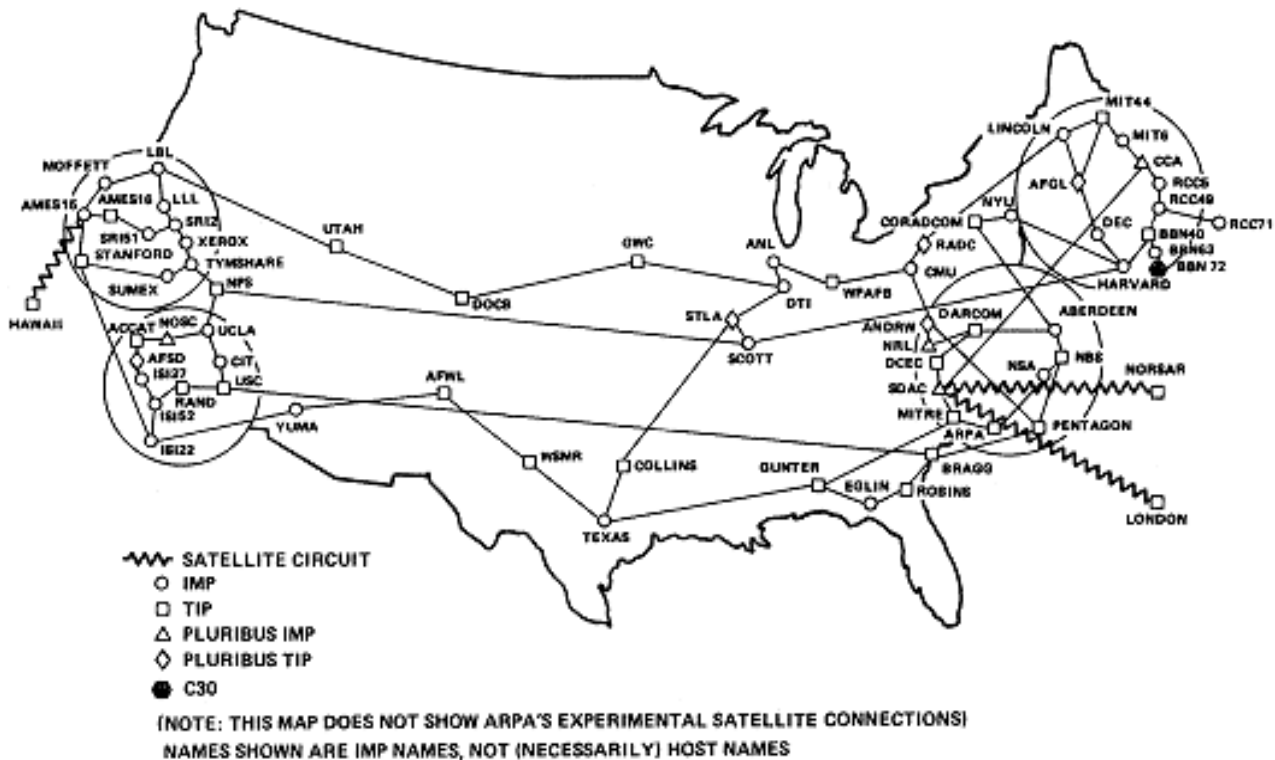 MIT44
LINCOLN
MIT6
LBL
MOFFETT
CCA
AMES15
AMES16
LLL
AFGL
RCC5
RCC49
SRI2
UTAH
CORADCOM
NYU
DEC
RCC71
SRI51
XEROX
GWC
ANL
RADC
BBN40
STANFORD
TYMSHARE
BBN63
CMU
BBN 72
SUMEX
NPS
WPAFB
HARVARD
HAWAII
DOCB
DTI
STLA
DARCOM
ABERDEEN
ACCAT
NOSC
UCLA
ANDRW
SCOTT
NRL
AFSD
CIT
DCEC
NBS
ISI27
AFWL
NSA
NORSAR
RAND
USC
SDAC
ISI52
YUMA
MITRE
ARPA
PENTAGON
ISI22
WSMR
COLLINS
GUNTER
BRAGG
EGLIN
ROBINS
TEXAS
LONDON
SATELLITE CIRCUIT
IMP
TIP
PLURIBUS IMP
PLURIBUS TIP
C30
(NOTE: THIS MAP DOES NOT SHOW ARPA'S EXPERIMENTAL SATELLITE CONNECTIONS)
NAMES SHOWN ARE IMP NAMES, NOT (NECESSARILY) HOST NAMES